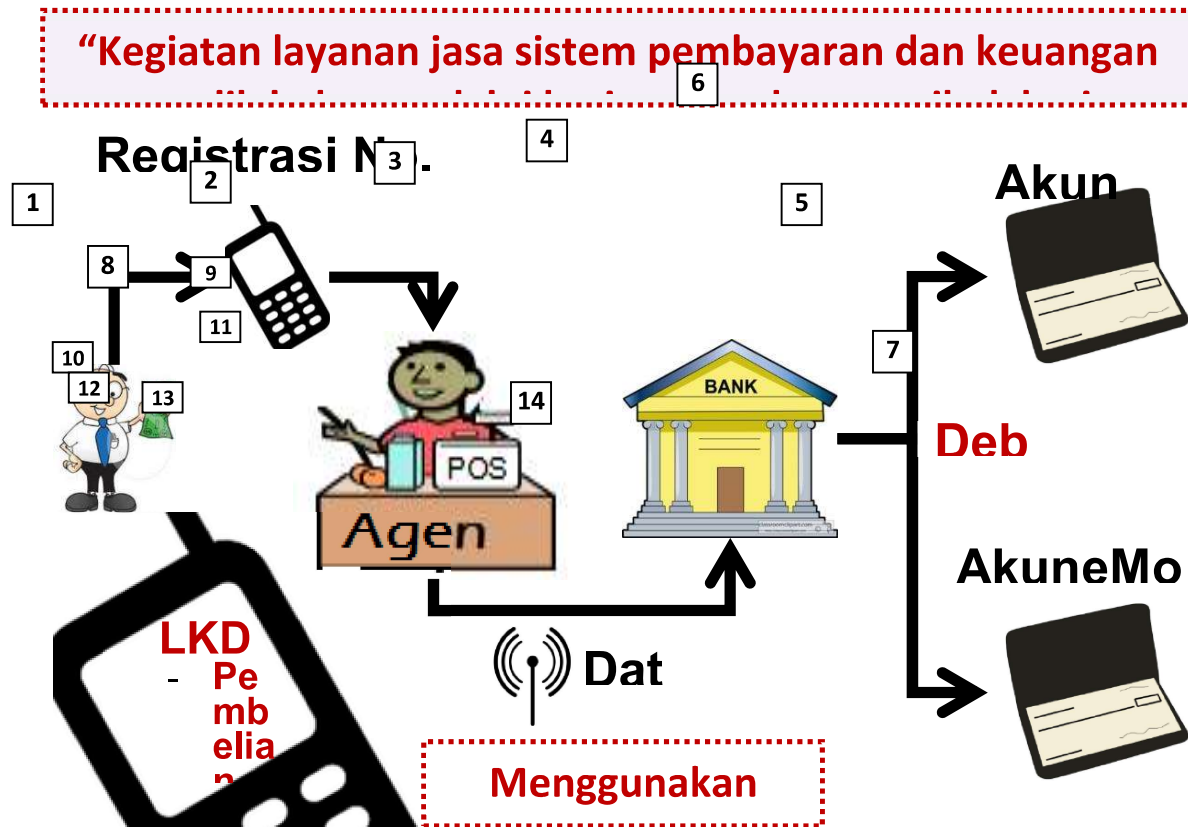 “Kegiatan layanan jasa sistem pembayaran dan keuangan
6
4
Registrasi No.
3
2
1
5
Akun
8
9
11
7
10
12
13
14
BANK
POS
Agen
Deb
AkuneMo
LKD
- Pe
mb
elia
n
Dat
Menggunakan